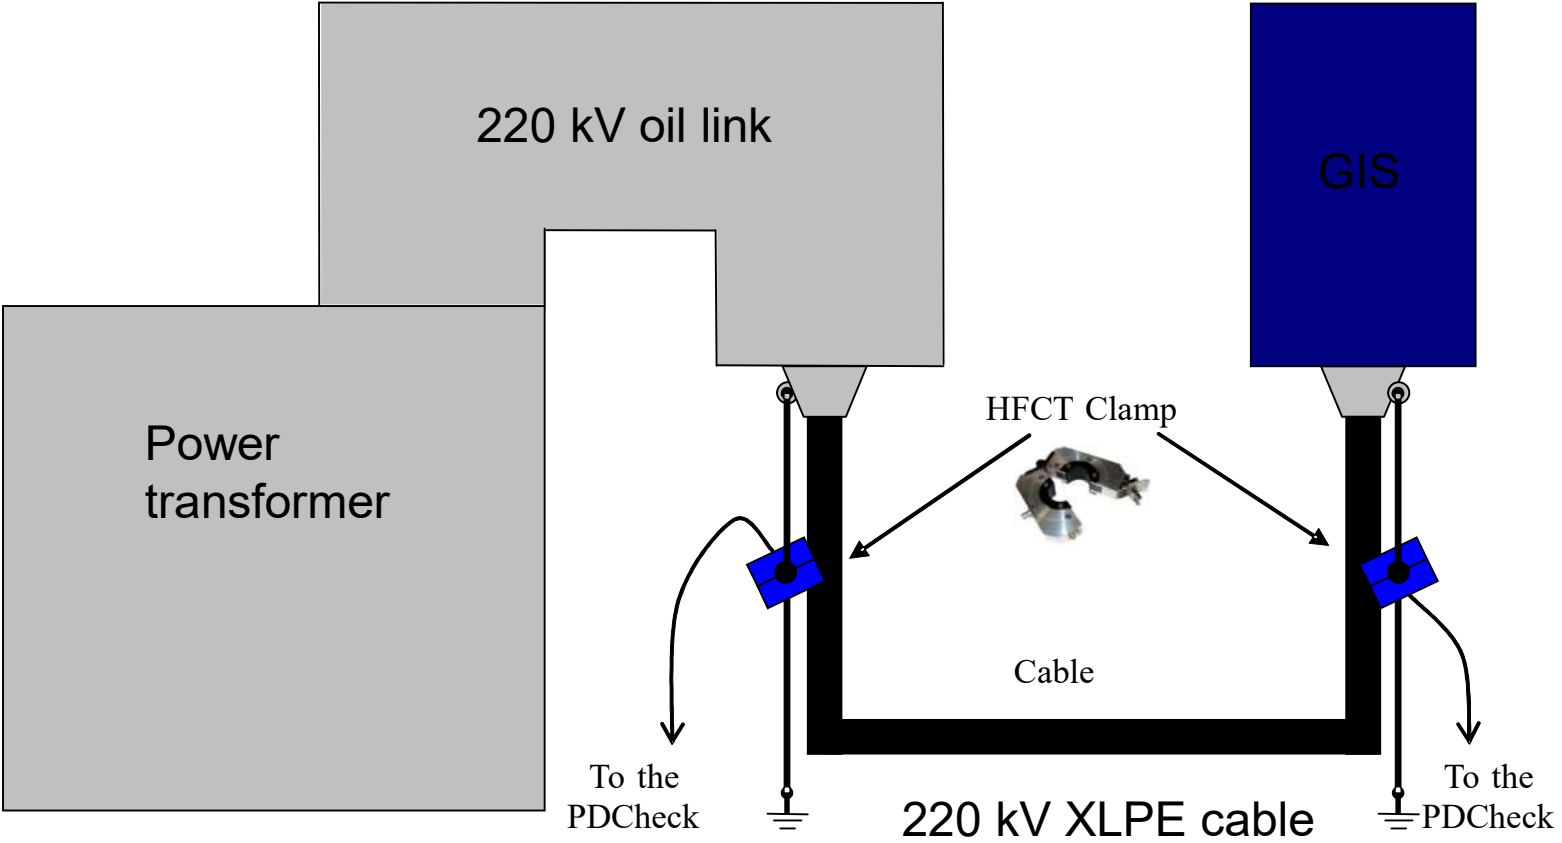 220 kV oil link
GIS
HFCT Clamp
Power
transformer
Cable
To the
PDCheck
220 kV XLPE cable
To the
PDCheck